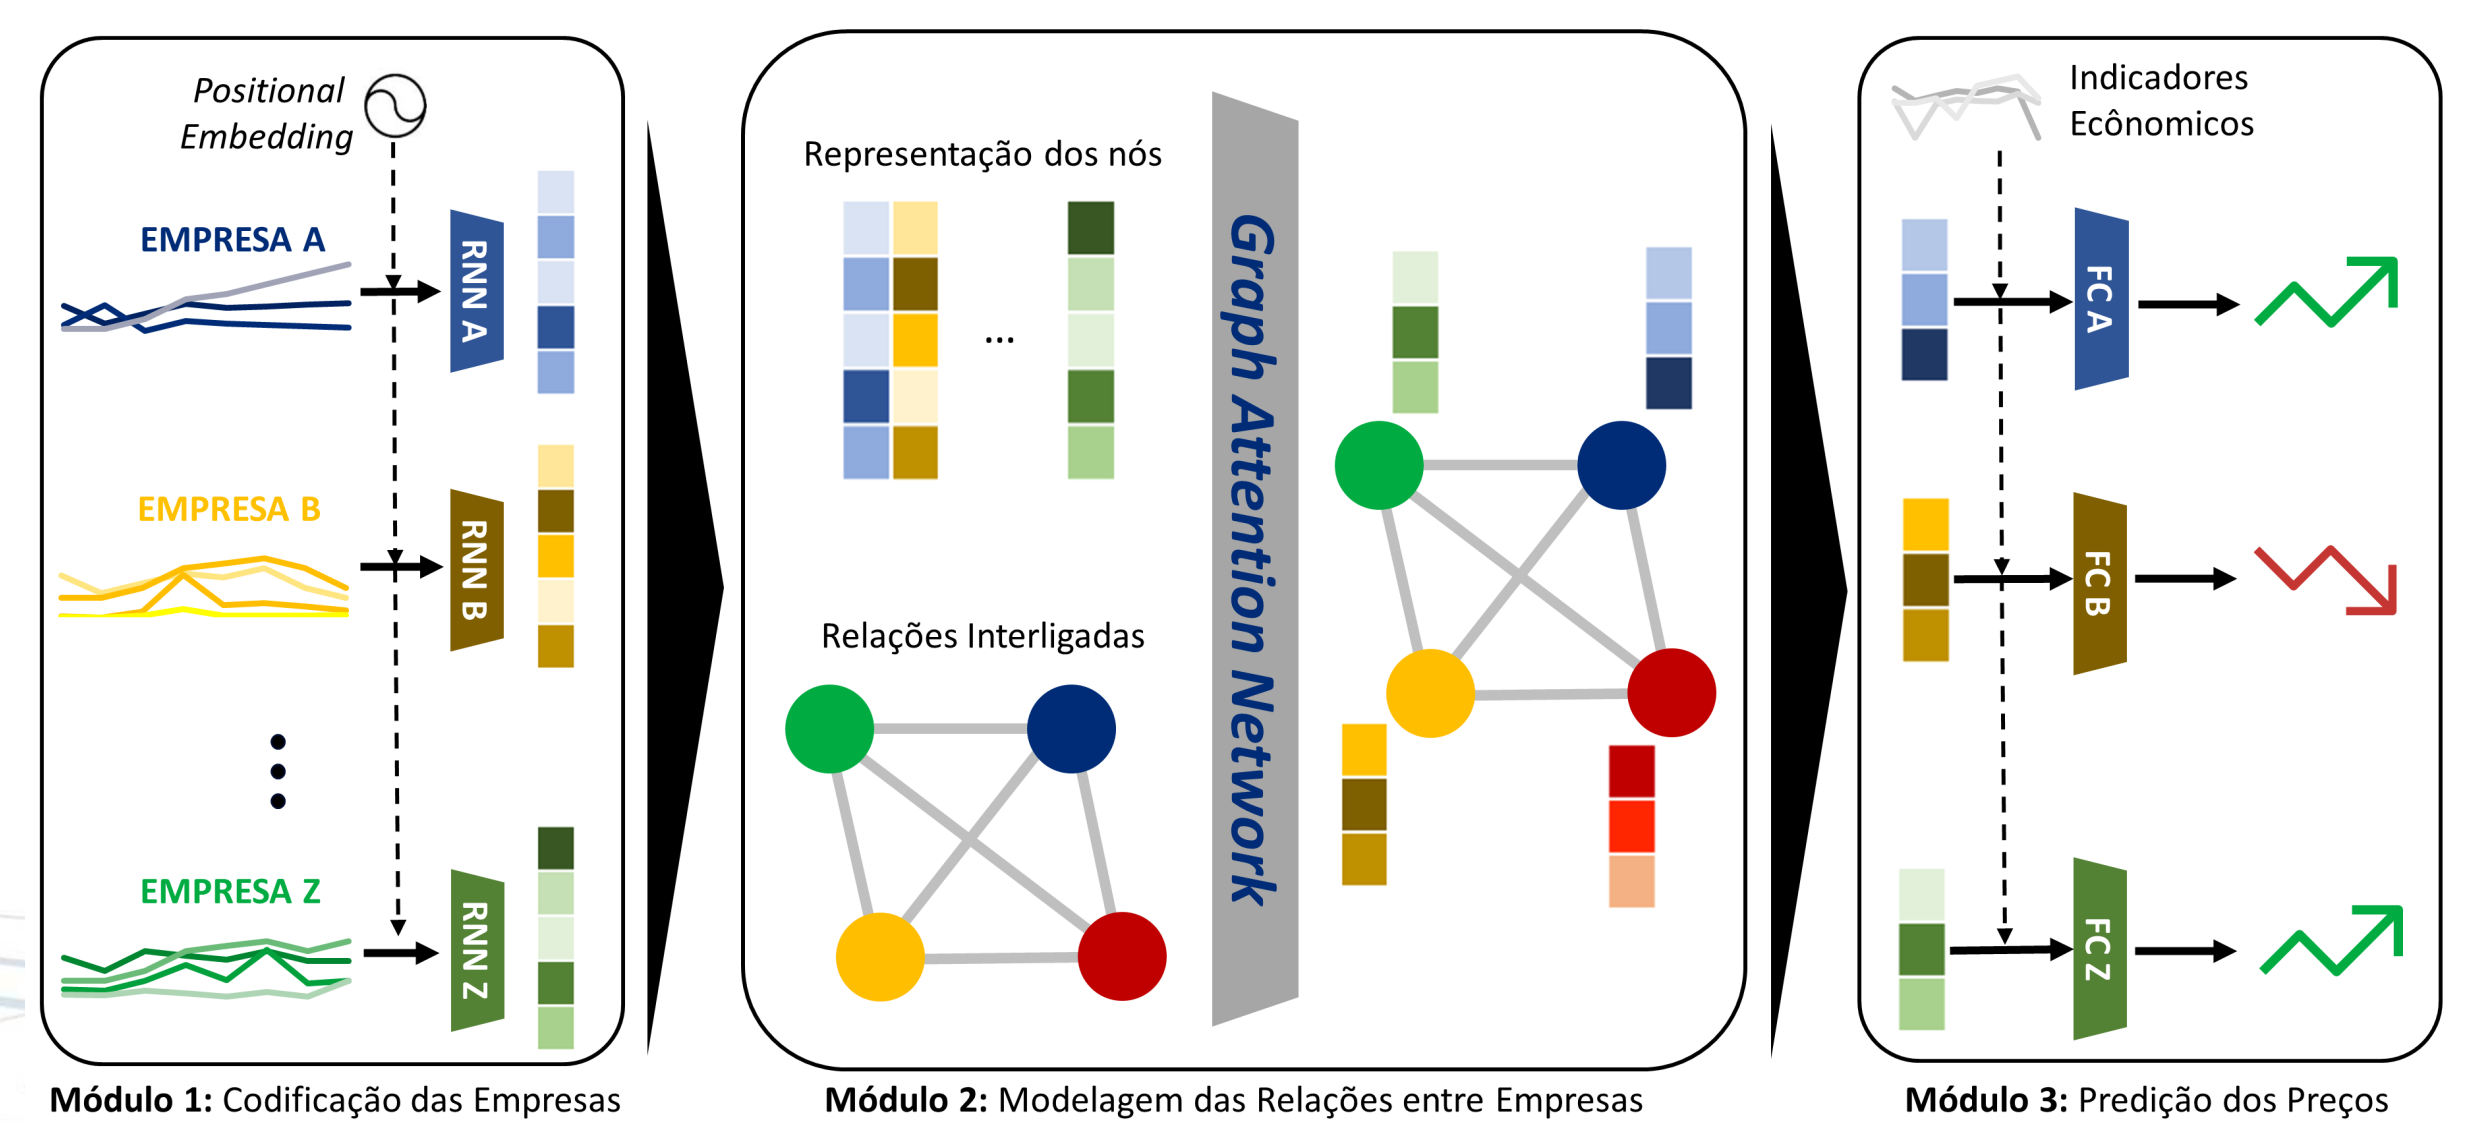 Positional
Embedding
EMPRESA A
RNN A
EMPRESA B
RNN B
EMPRESA Z
RNN Z
Módulo 1: Codificação das Empresas
Representação dos nós
...
Relações Interligadas
Graph Attention Network
Módulo 2: Modelagem das Relações entre Empresas
Indicadores
Ecônomicos
FC A
FC B
FC Z
Módulo 3: Predição dos Preços